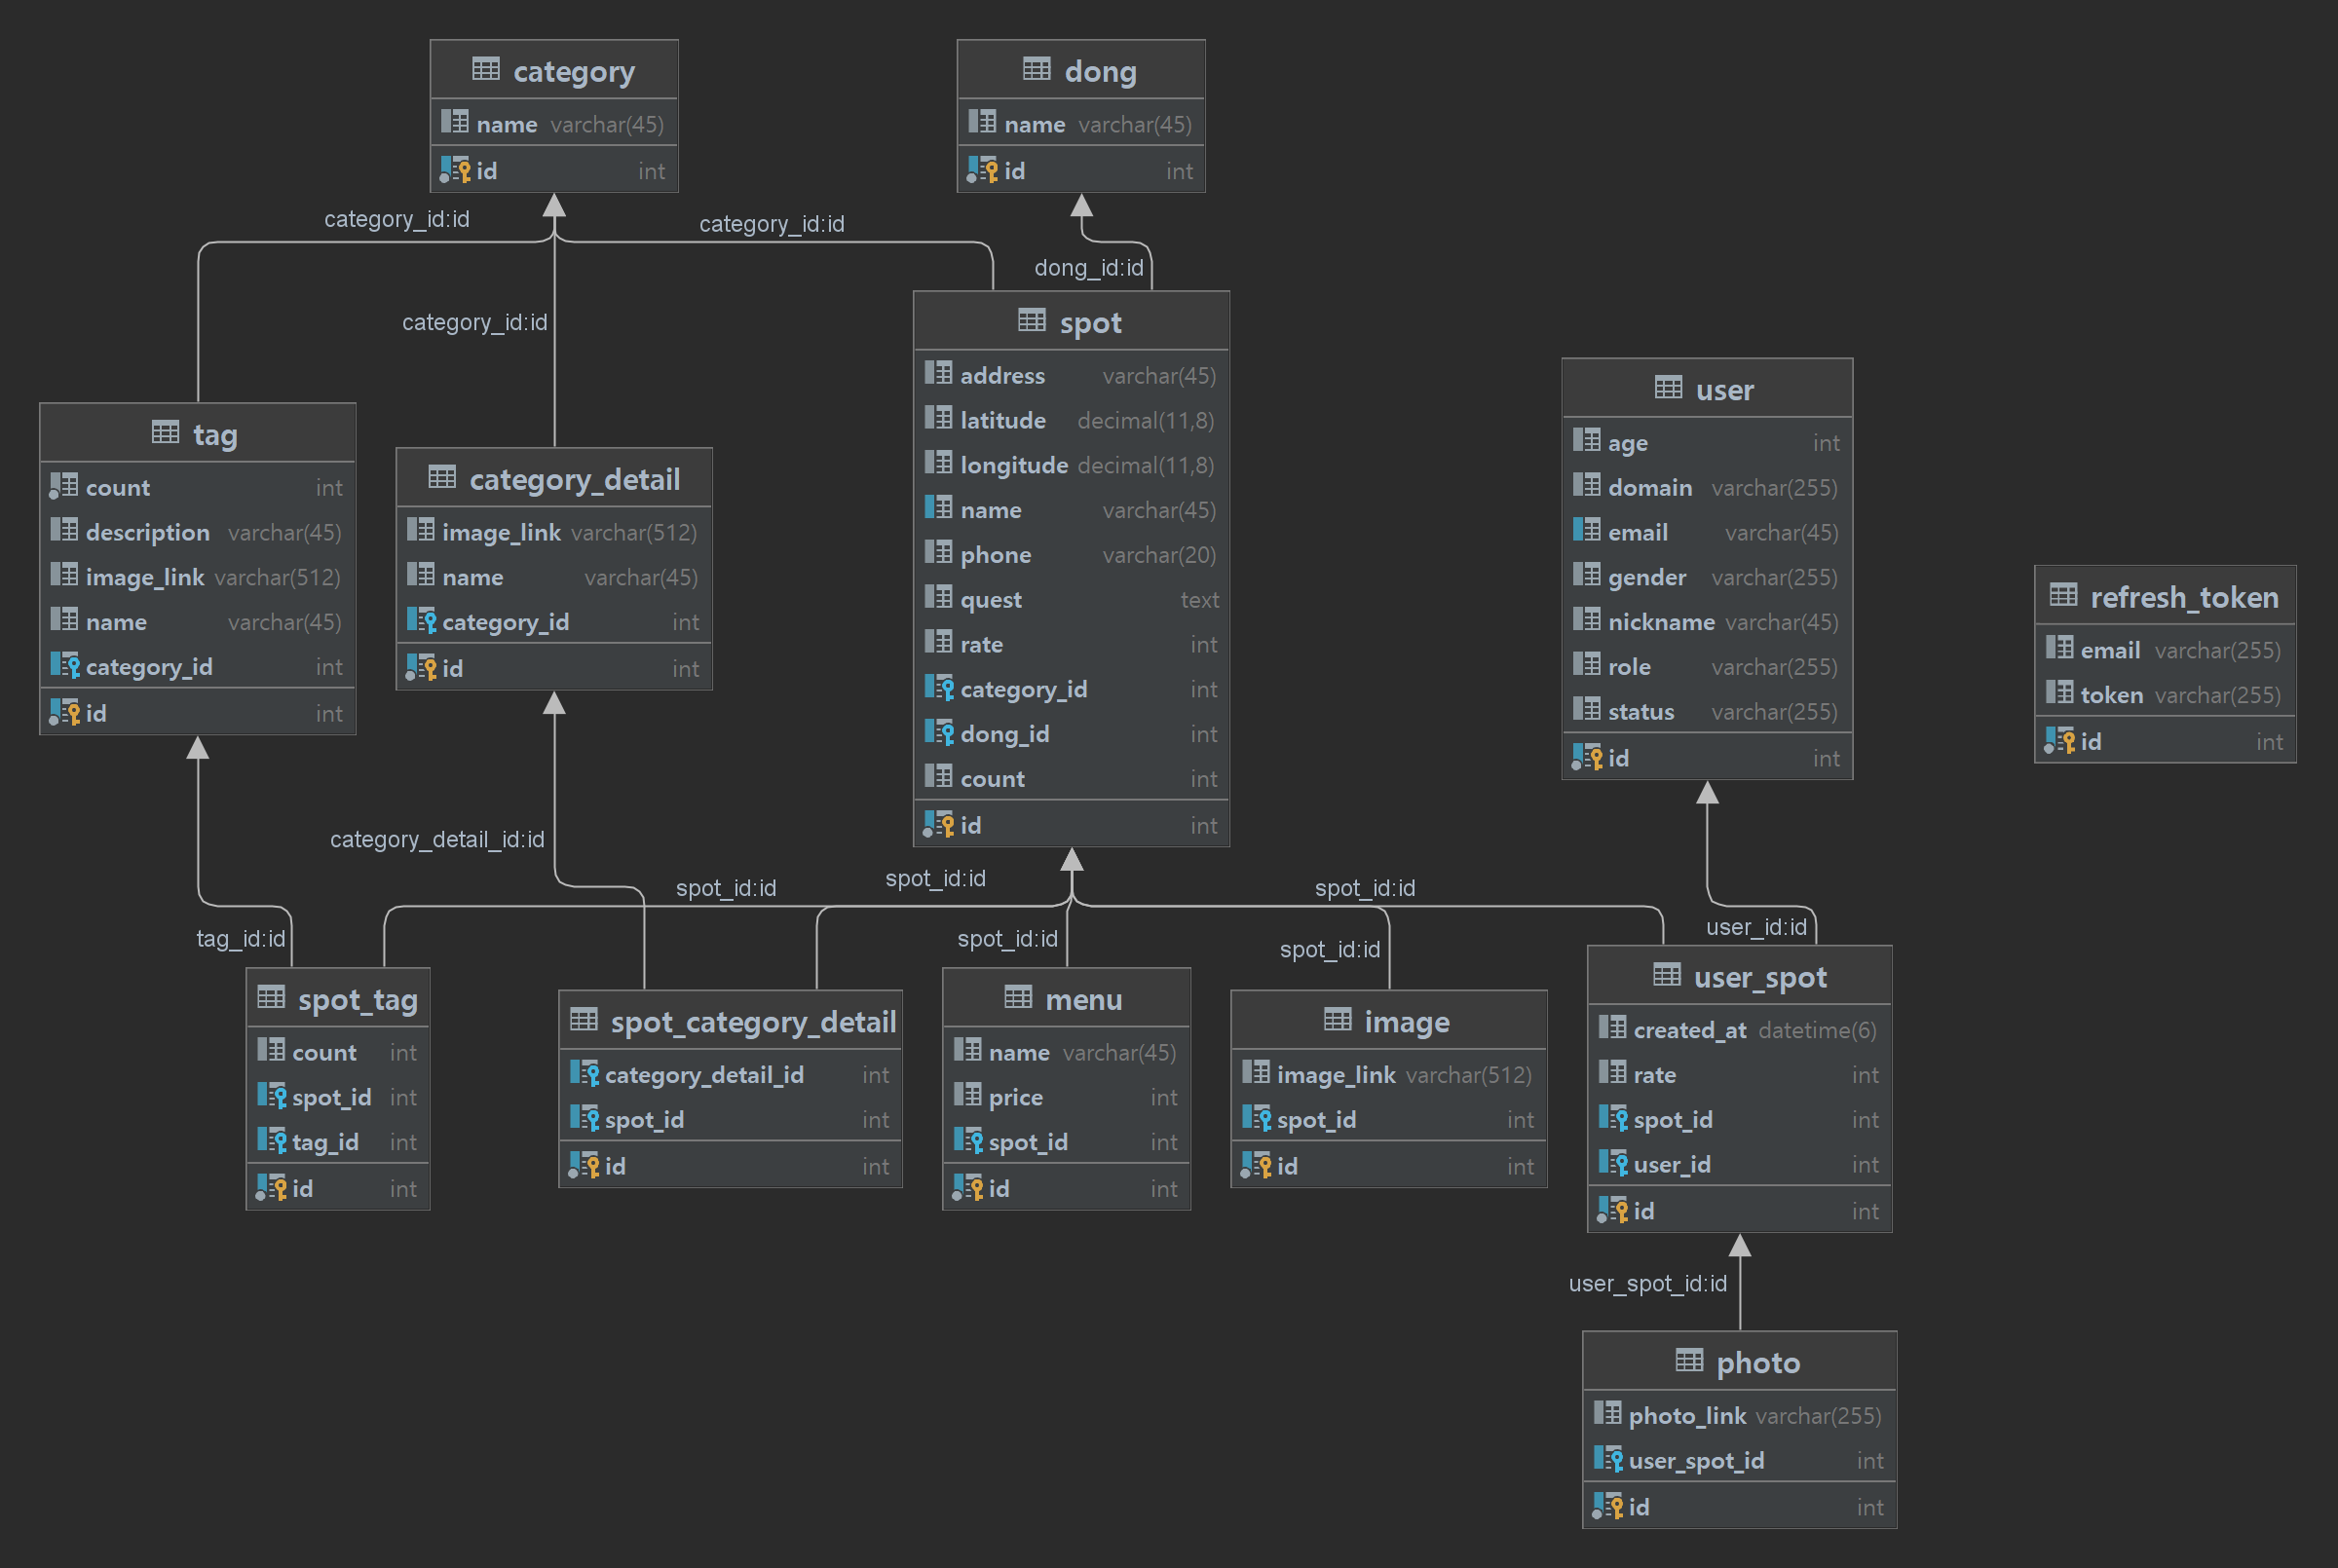 category
name varchar(45)
id int
dong
name varchar(45)
id int
category_id:id
category_id:id
category_id:id
dong_id:id
tag
count int
description varchar(45)
image_link varchar(512)
name varchar(45)
category_id int
id int
category_detail
image_link varchar(512)
name varchar(45)
category_id int
id int
spot
address varchar(45)
latitude decimal(11,8)
longitude decimal(11,8)
name varchar(45)
phone varchar(20)
quest text
rate int
category_id int
dong_id int
count int
id int
user
age int
domain varchar(255)
email varchar(45)
gender varchar(255)
nickname varchar(45)
role varchar(255)
status varchar(255)
id int
refresh_token
email varchar(255)
token varchar(255)
id int
category_detail_id:id
spot_id:id
spot_id:id
spot_id:id
tag_id:id
spot_id:id
spot_id:id
user_id:id
spot_tag
count int
spot_id int
tag_id int
id int
spot_category_detail
category_detail_id int
spot_id int
id int
menu
name varchar(45)
price int
spot_id int
id int
image
image_link varchar(512)
spot_id int
id int
user_spot
created_at datetime(6)
rate int
spot_id int
user_id int
id int
user_spot_id:id
photo
photo_link varchar(255)
user_spot_id int
id int